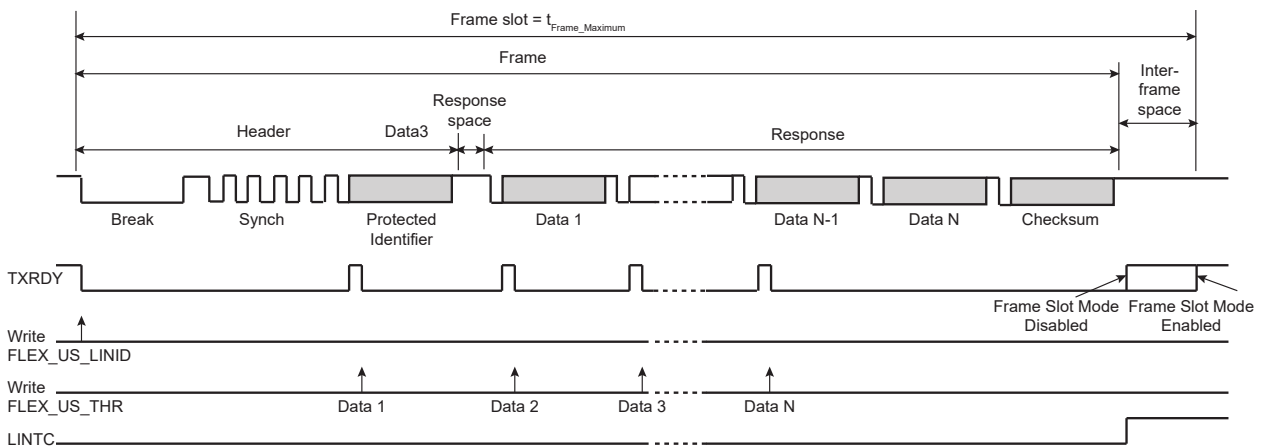 Frame slot = tFrame_Maximum
Frame
Inter-
frame
space
Response
space
Header
Data3
Response
Break
Synch
Protected
Identifier
Data 1
Data N-1
Data N
Checksum
TXRDY
Frame Slot Mode
Disabled
Frame Slot Mode
Enabled
Write
FLEX_US_LINID
Write
FLEX_US_THR
Data 1
Data 2
Data 3
Data N
LINTC